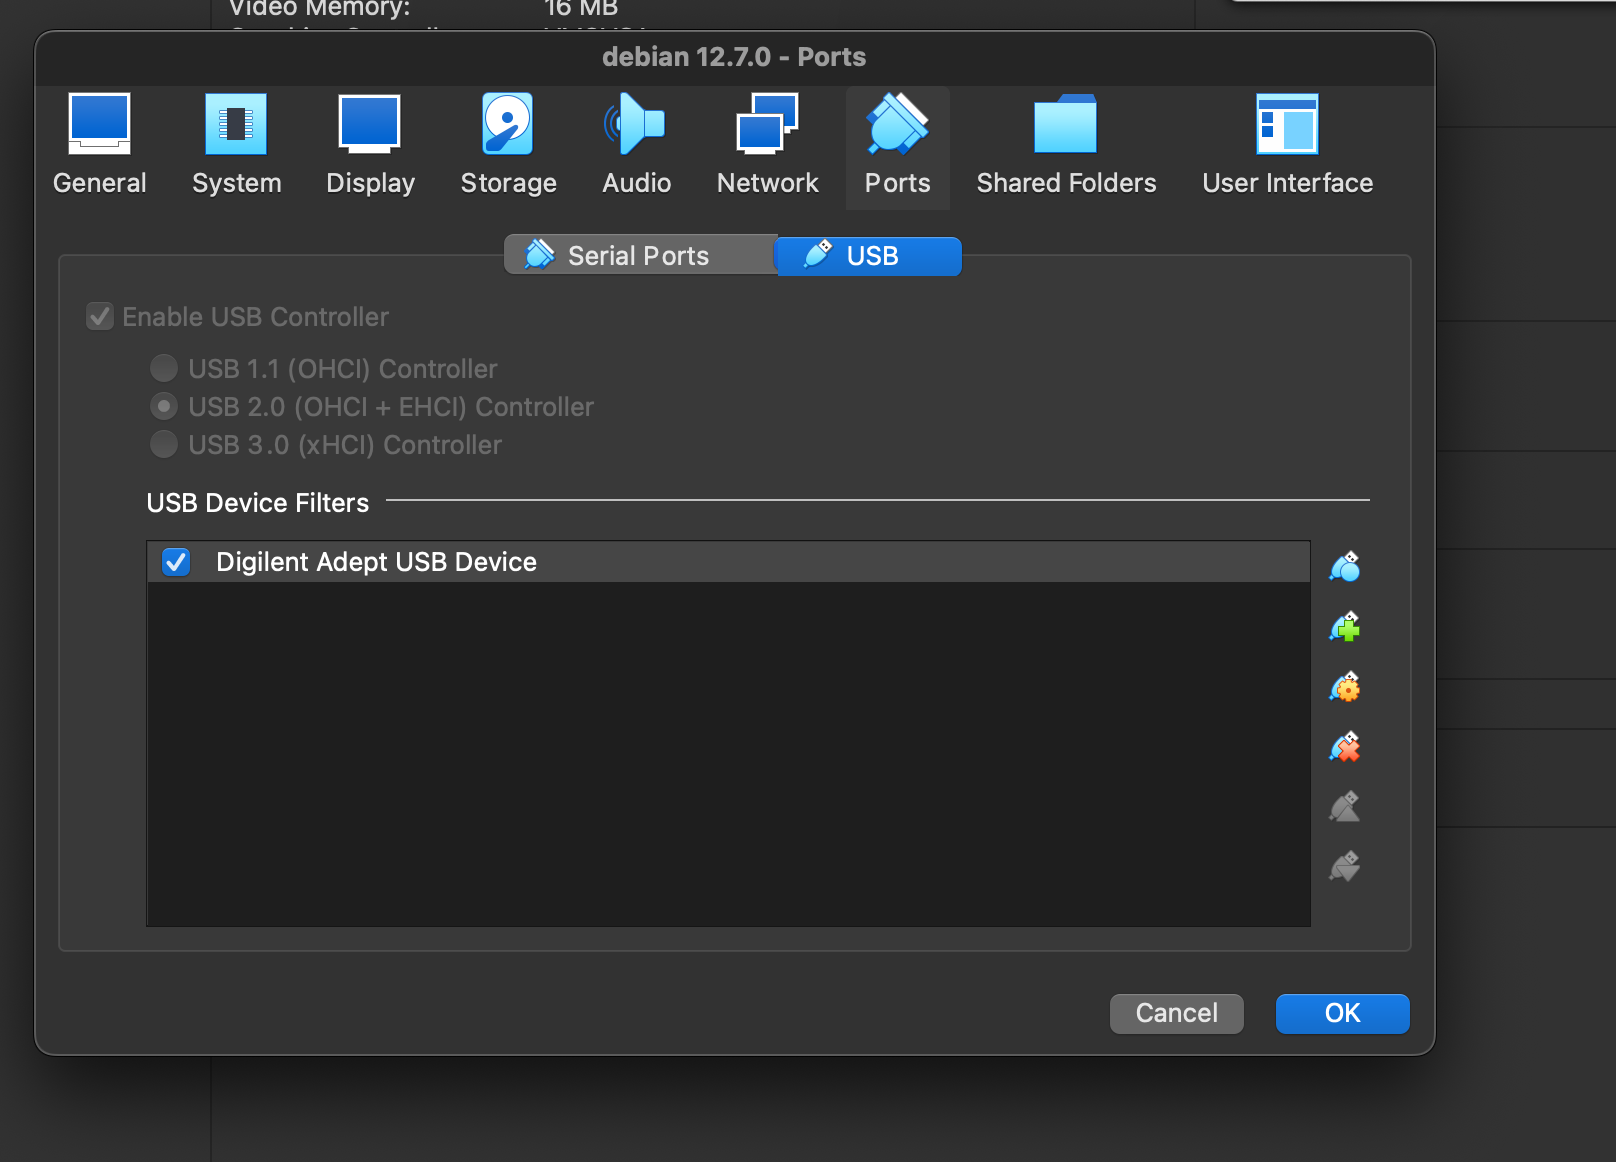 Video Memory: 16 MB
debian 12.7.0 - Ports
General System Display Storage Audio Network Ports Shared Folders User Interface
Serial Ports USB
Enable USB Controller
USB 1.1 (OHCI) Controller
USB 2.0 (OHCI + EHCI) Controller
USB 3.0 (xHCI) Controller
USB Device Filters
Digilent Adept USB Device
Cancel OK